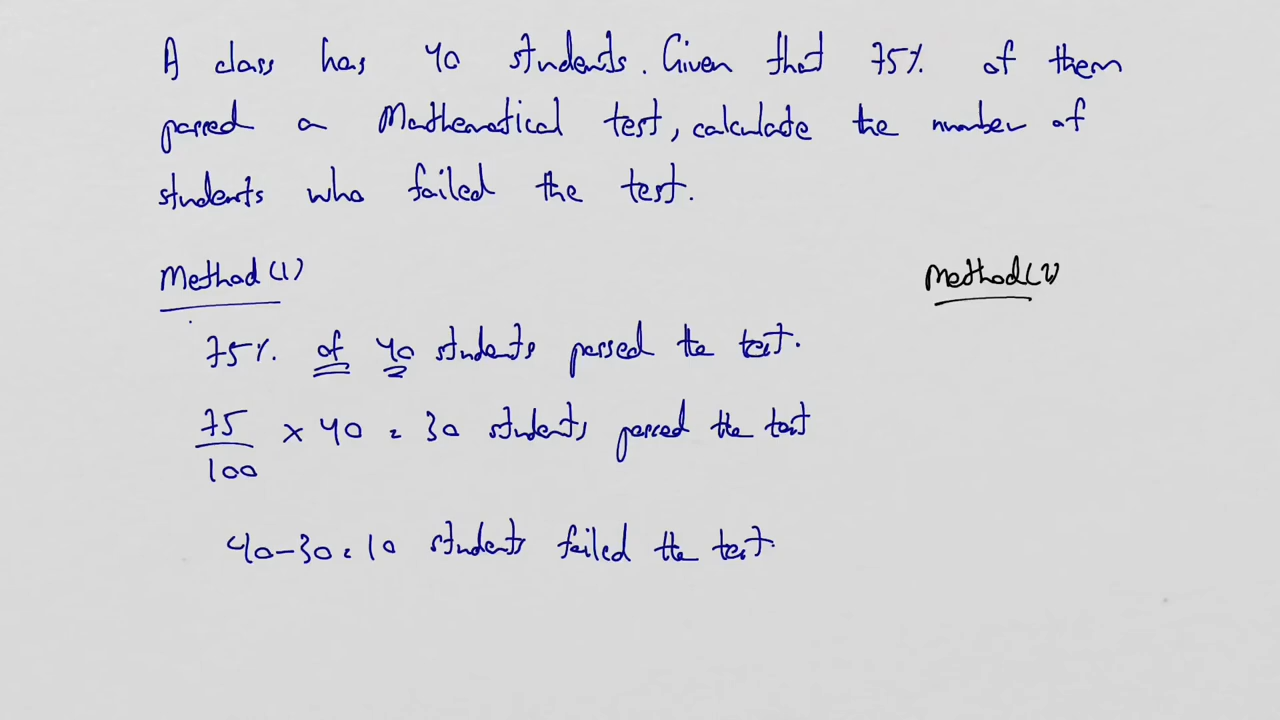 A class has 40 students. Given that 75% of them
passed a Mathematical test, calculate the number of
students who failed the test.
Method(1)
Method(2)
75% of 40 students passed the test.
75/100 × 40 = 30 students passed the test
40-30=10 students failed the test.